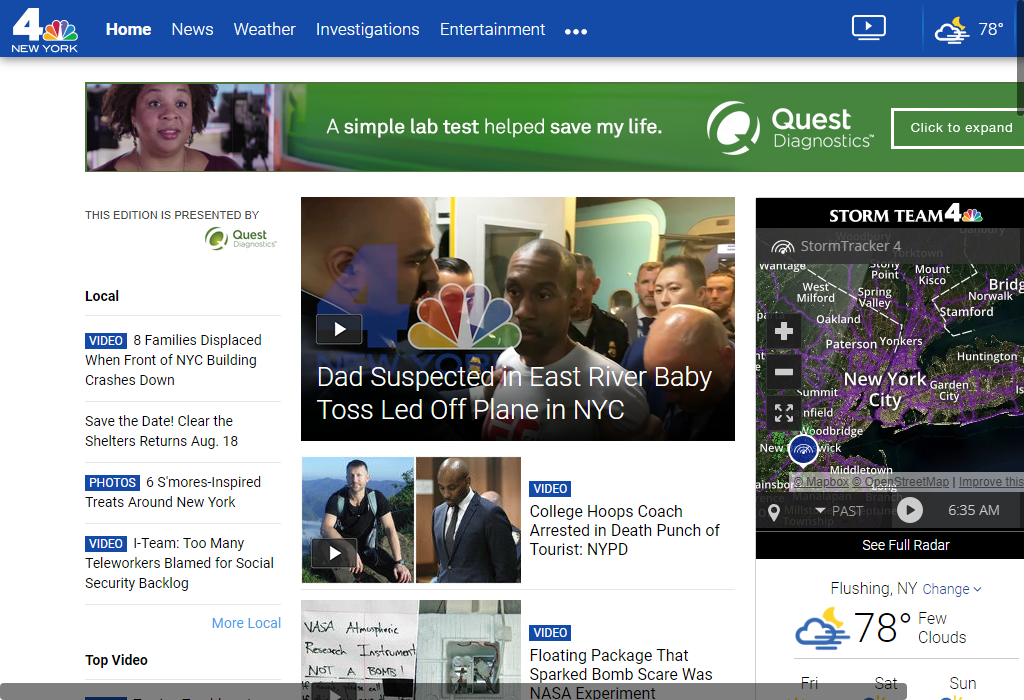 4
NEW YORK
Home
News
Weather
Investigations
Entertainment
78°
A simple lab test helped save my life.
Quest
Diagnostics™
Click to expand
THIS EDITION IS PRESENTED BY
Quest
Diagnostics™
Local
VIDEO 8 Families Displaced
When Front of NYC Building
Crashes Down
Save the Date! Clear the
Shelters Returns Aug. 18
PHOTOS 6 S'mores-Inspired
Treats Around New York
VIDEO I-Team: Too Many
Teleworkers Blamed for Social
Security Backlog
More Local
Top Video
4
NEW YORK
Dad Suspected in East River Baby
Toss Led Off Plane in NYC
VIDEO
College Hoops Coach
Arrested in Death Punch of
Tourist: NYPD
NASA Atmospheric
Research Instrument
NOT A BOMB!
VIDEO
Floating Package That
Sparked Bomb Scare Was
NASA Experiment
STORM TEAM 4
Woodbury
Danbury
StormTracker 4
Yorktown
Wantage
Stony
Point
Mount
Kisco
West
Milford
Spring
Valley
Norwalk
Stamford
Oakland
Paterson
Yonkers
Huntington
New York
City
Garden
City
Woodbridge
Middletown
© Mapbox © OpenStreetMap | Improve this
Manalapan
Township
PAST
6:35 AM
See Full Radar
Flushing, NY Change
78°
Few
Clouds
Fri
Sat
Sun